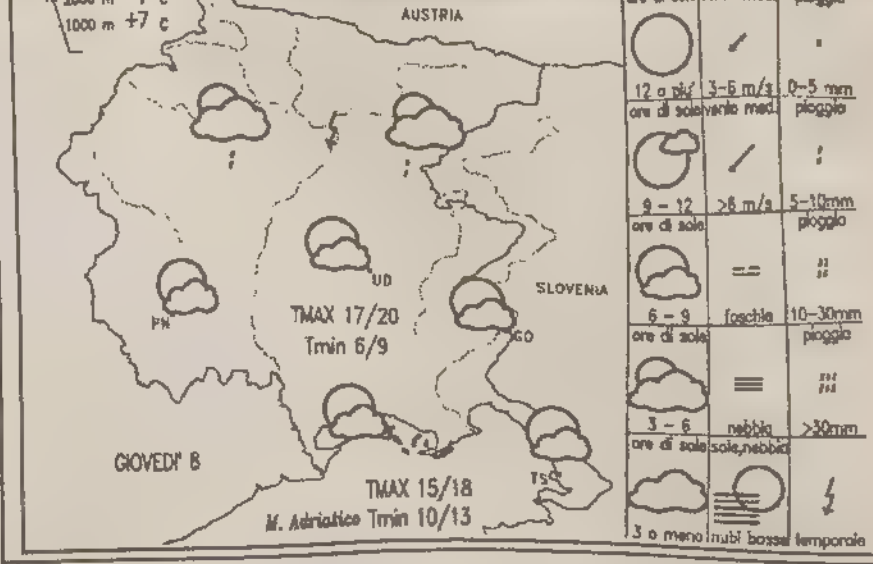 -1000 m +7 C
AUSTRIA
SLOVENIA
UD
PN
GO
TMAX 17/20
Tmin 6/9
GIOVEDI' 8
TS
TMAX 15/18
M. Adriatico Tmin 10/13
12 o piu' 3-6 m/s 0-5 mm
ore di sole vento med. pioggia
9 - 12 >6 m/s 5-10mm
ore di sole pioggia
6 - 9 foschia 10-30mm
ore di sole pioggia
3 - 6 nebbia >30mm
ore di sole sole,nebbia
3 o meno nubi basse temporale